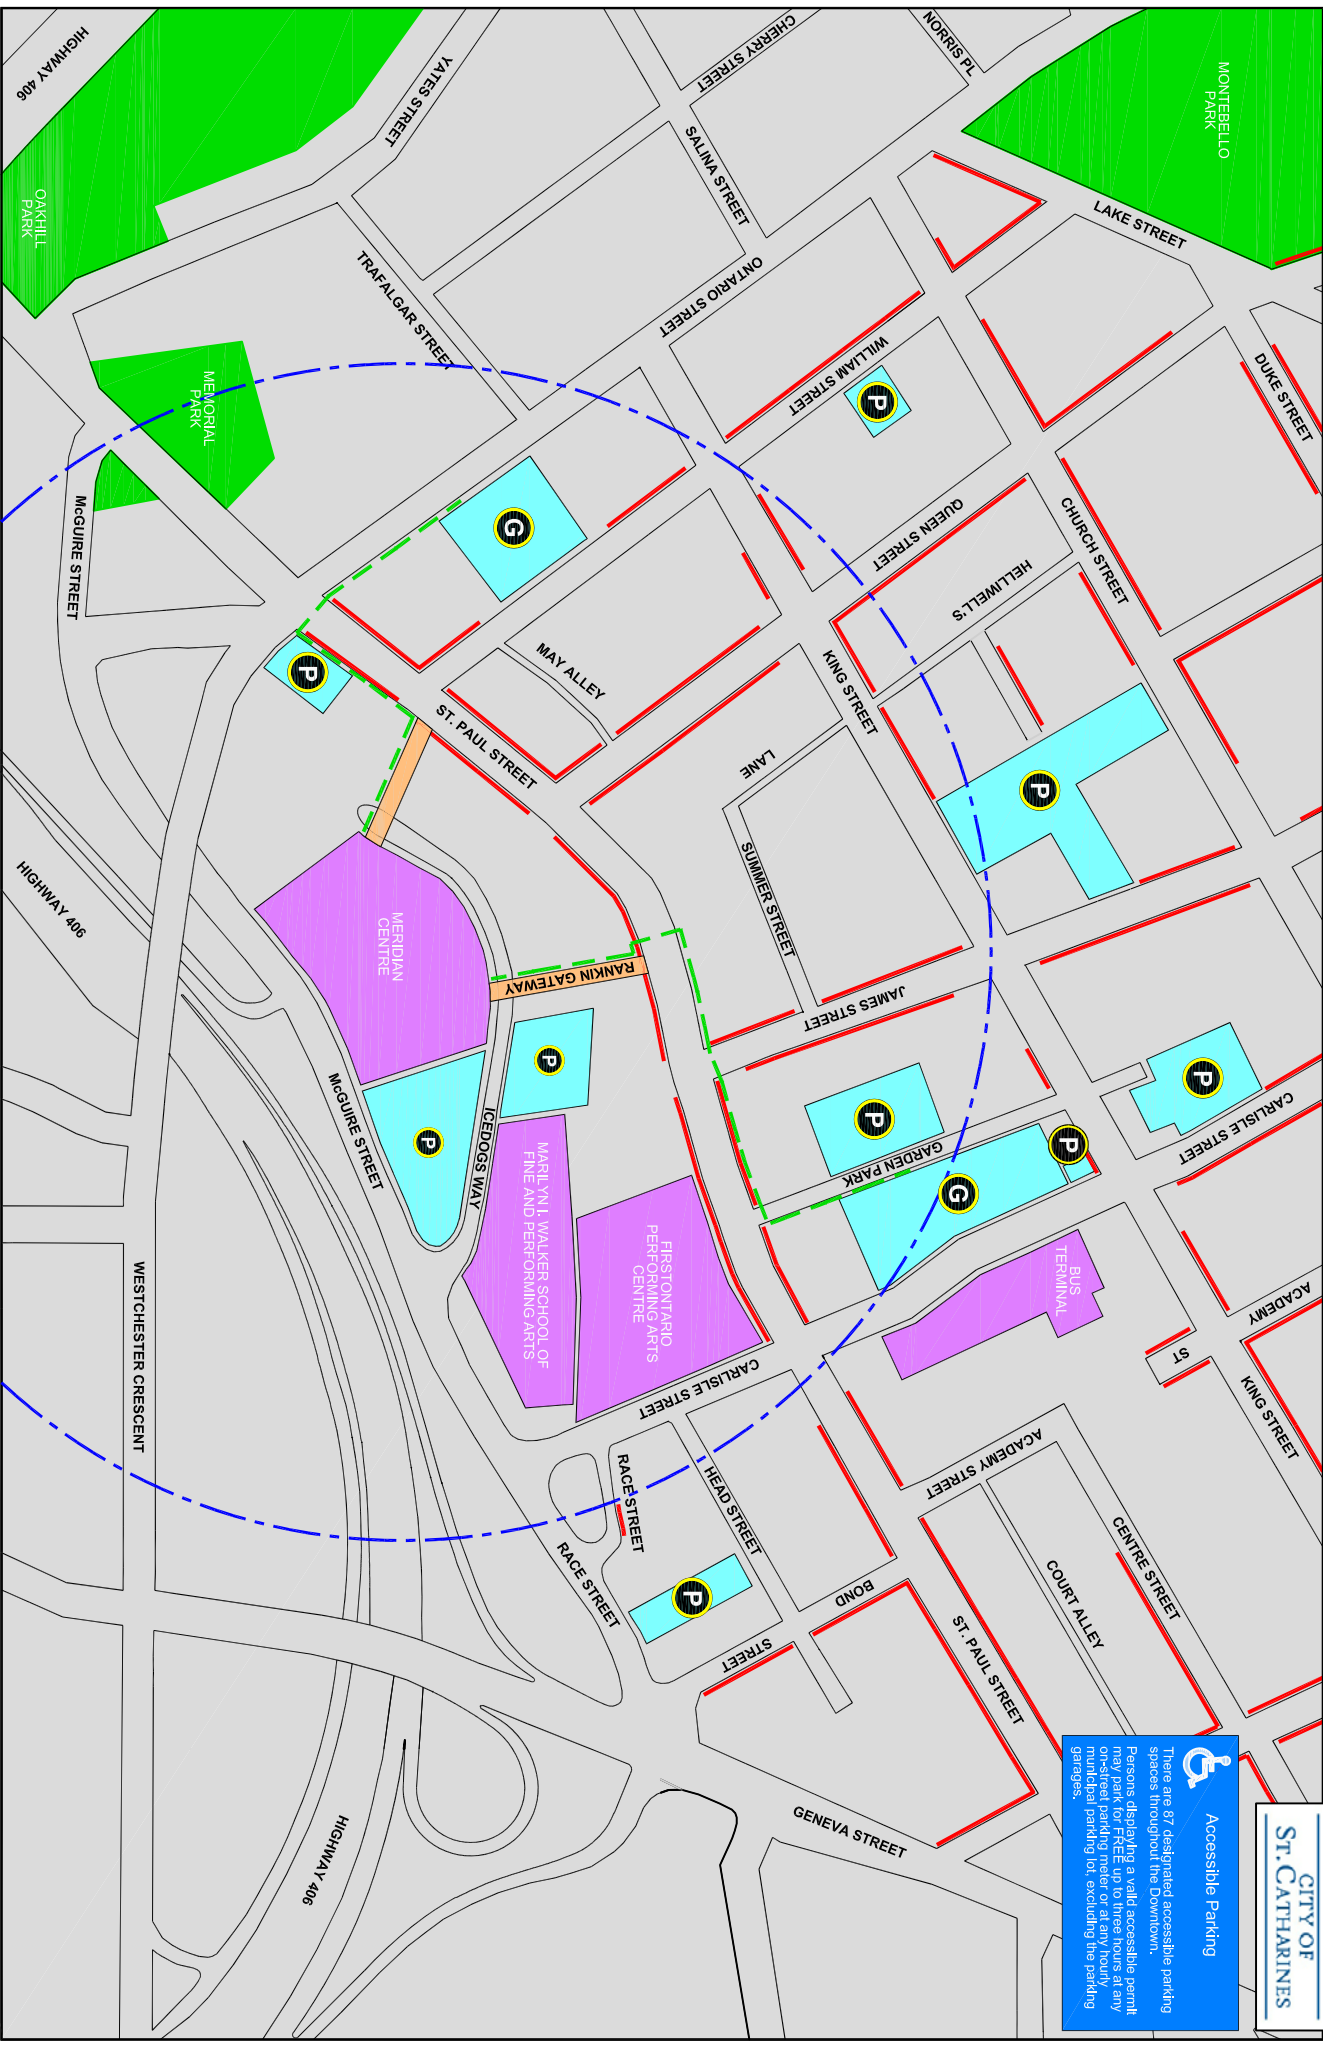 HIGHWAY 406
YATES STREET
CHERRY STREET
NORRIS PL
MONTEBELLO
PARK
SALINA STREET
OAKHILL
PARK
LAKE STREET
TRAFALGAR STREET
ONTARIO STREET
WILLIAM STREET
DUKE STREET
MEMORIAL
PARK
P
McGUIRE STREET
G
QUEEN STREET
CHURCH STREET
HELLIWELL'S
P
MAY ALLEY
KING STREET
ST. PAUL STREET
LANE
P
SUMMER STREET
HIGHWAY 406
MERIDIAN
CENTRE
RANKIN GATEWAY
JAMES STREET
P
P
P
P
P
CARLISLE STREET
McGUIRE STREET
ICEDOGS WAY
GARDEN PARK
G
MARILYN I. WALKER SCHOOL OF
FINE AND PERFORMING ARTS
FIRSTONTARIO
PERFORMING ARTS
CENTRE
BUS
TERMINAL
WESTCHESTER CRESCENT
ACADEMY
ST
CARLISLE STREET
KING STREET
RACE STREET
HEAD STREET
ACADEMY STREET
RACE STREET
P
BOND
STREET
COURT ALLEY
CENTRE STREET
ST. PAUL STREET
GENEVA STREET
HIGHWAY 406
Accessible Parking
There are 87 designated accessible parking
spaces throughout the Downtown.
Persons displaying a valid accessible permit
may park for FREE up to three hours at any
on-street parking meter or at any hourly
municipal parking lot, excluding the parking
garages.
CITY OF
ST. CATHARINES